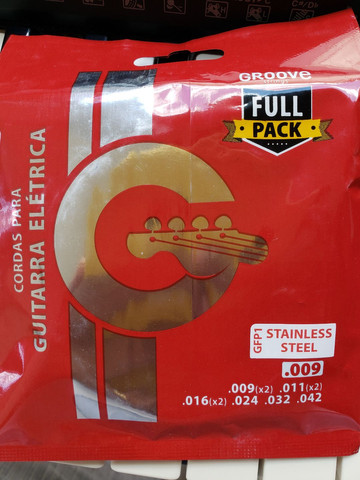 GROOVE
FULL
PACK
CORDAS PARA
GUITARRA ELÉTRICA
GFP1
STAINLESS
STEEL
.009
.009(x2) .011(x2)
.016(x2) .024 .032 .042